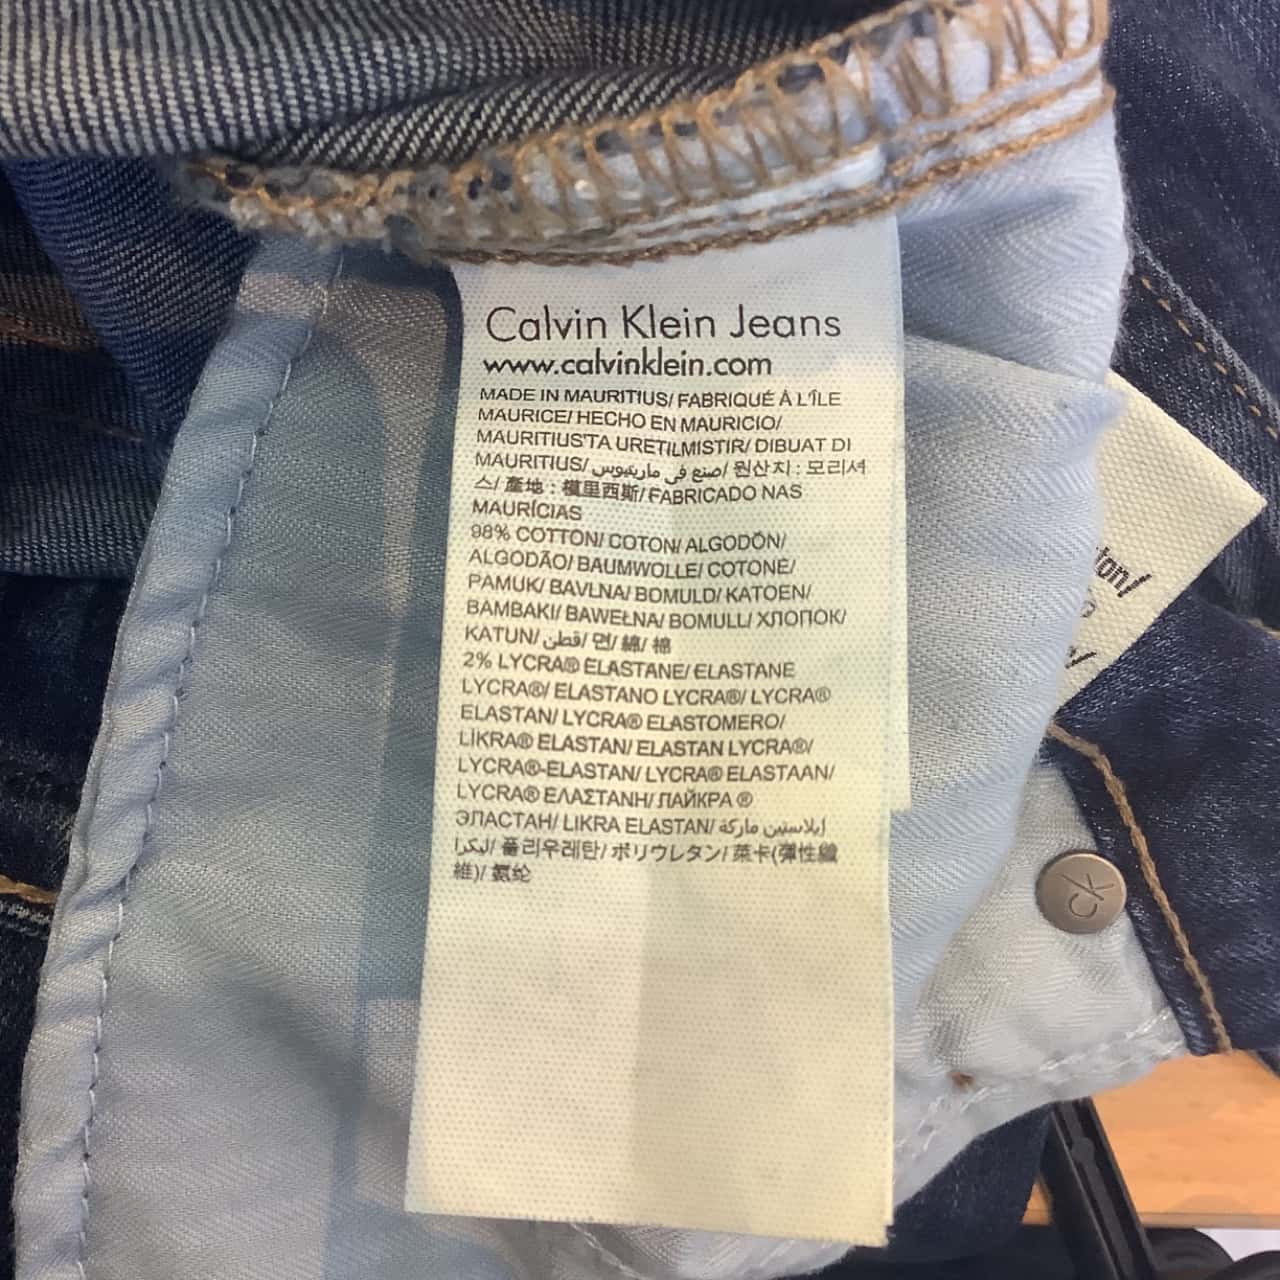 Calvin Klein Jeans
www.calvinklein.com
MADE IN MAURITIUS/ FABRIQUÉ À L'ÎLE
MAURICE/ HECHO EN MAURICIO/
MAURITIUS'TA URETILMISTIR/ DIBUAT DI
MAURITIUS/ صنع في ماريتيوس/ 원산지 : 모리셔
스/ 產地 : 模里西斯/ FABRICADO NAS
MAURÍCIAS
98% COTTON/ COTON/ ALGODÓN/
ALGODÃO/ BAUMWOLLE/ COTONE/
PAMUK/ BAVLNA/ BOMULD/ KATOEN/
BAMBAKI/ BAWEŁNA/ BOMULL/ ХЛОПОК/
KATUN/ قطن/ 면/ 綿/ 棉
2% LYCRA® ELASTANE/ ELASTANE
LYCRA®/ ELASTANO LYCRA®/ LYCRA®
ELASTAN/ LYCRA® ELASTOMERO/
LİKRA® ELASTAN/ ELASTAN LYCRA®/
LYCRA®-ELASTAN/ LYCRA® ELASTAAN/
LYCRA® ΕΛΑΣΤΑΝΗ/ ЛАЙКРА ®
ЭЛАСТАН/ LIKRA ELASTAN/ إيلاستين ماركة
ليكرا/ 폴리우레탄/ ポリウレタン/ 萊卡(彈性纖
維)/ 氨纶
ck